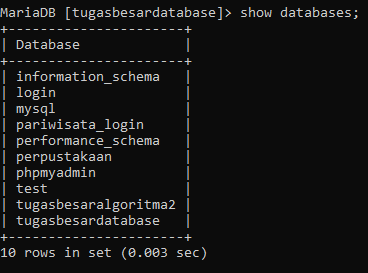 MariaDB [tugasbesardatabase]> show databases;
+----------------------+
| Database             |
+----------------------+
| information_schema   |
| login                |
| mysql                |
| pariwisata_login     |
| performance_schema   |
| perpustakaan         |
| phpmyadmin           |
| test                 |
| tugasbesaralgoritma2 |
| tugasbesardatabase   |
+----------------------+
10 rows in set (0.003 sec)